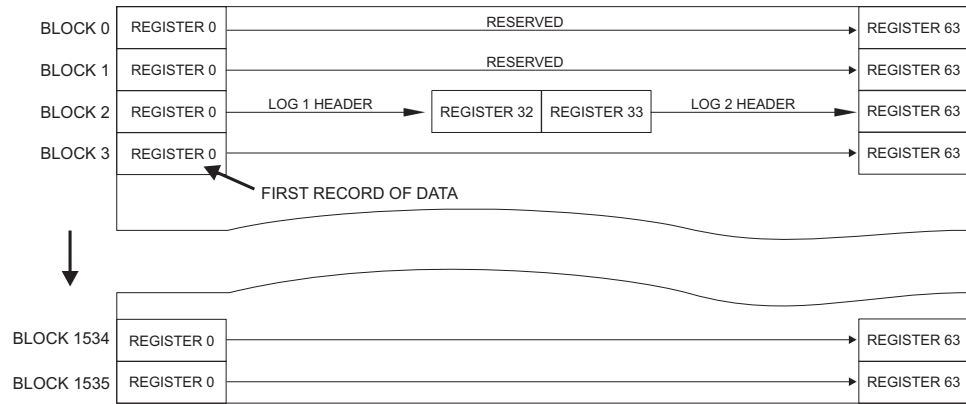 BLOCK 0 REGISTER 0 RESERVED REGISTER 63
BLOCK 1 REGISTER 0 RESERVED REGISTER 63
BLOCK 2 REGISTER 0 LOG 1 HEADER REGISTER 32 REGISTER 33 LOG 2 HEADER REGISTER 63
BLOCK 3 REGISTER 0 REGISTER 63
FIRST RECORD OF DATA
BLOCK 1534 REGISTER 0 REGISTER 63
BLOCK 1535 REGISTER 0 REGISTER 63